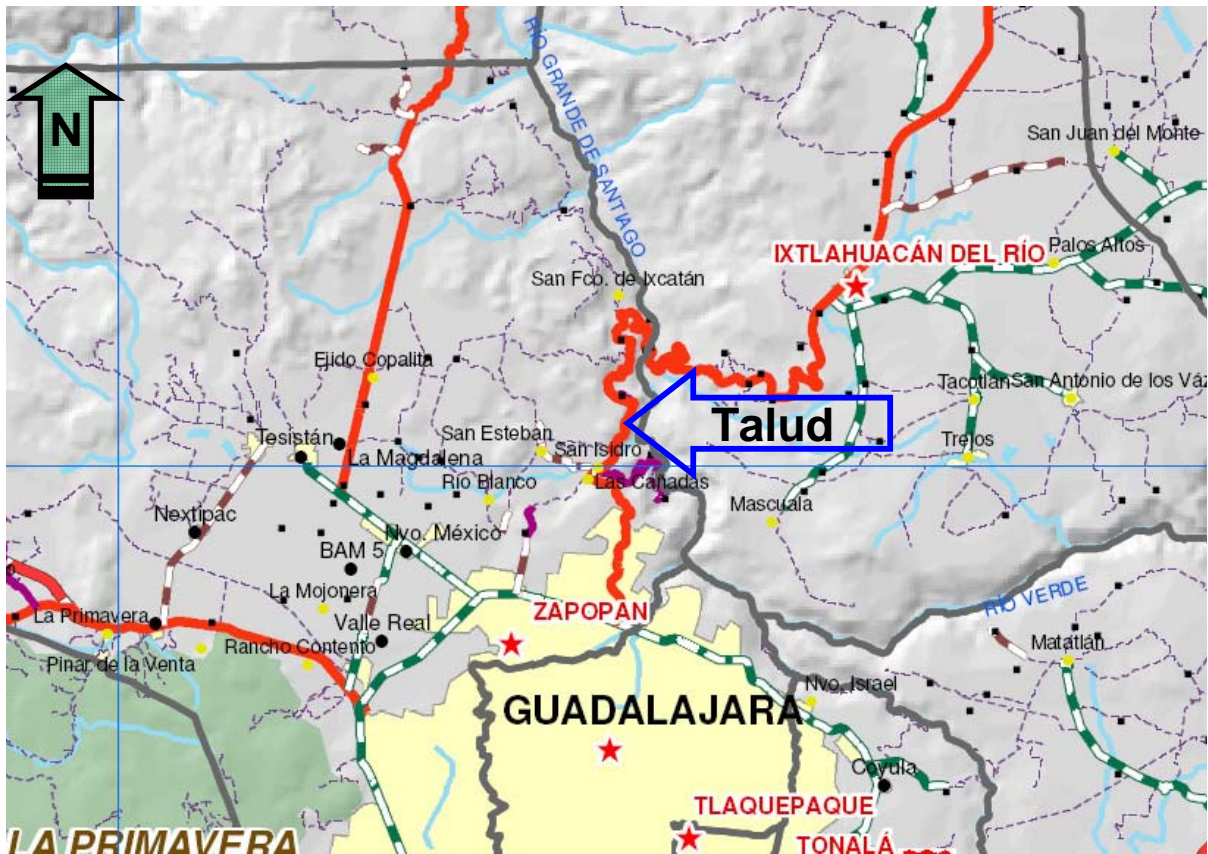 RÍO GRANDE DE SANTIAGO
N
San Juan del Monte
IXTLAHUACÁN DEL RÍO
Palos Altos
San Fco. de Ixcatán
Ejido Copalita
Tacotlán
San Antonio de los Váz
Talud
Tesistán
San Esteban
La Magdalena
San Isidro
Trejos
Río Blanco
Las Cañadas
Mascuala
Nextipac
Nvo. México
BAM 5
La Mojonera
RÍO VERDE
La Primavera
ZAPOPAN
Valle Real
Rancho Contento
Matatlán
Pinar de la Venta
Nvo. Israel
GUADALAJARA
Coyula
TLAQUEPAQUE
LA PRIMAVERA
TONALÁ